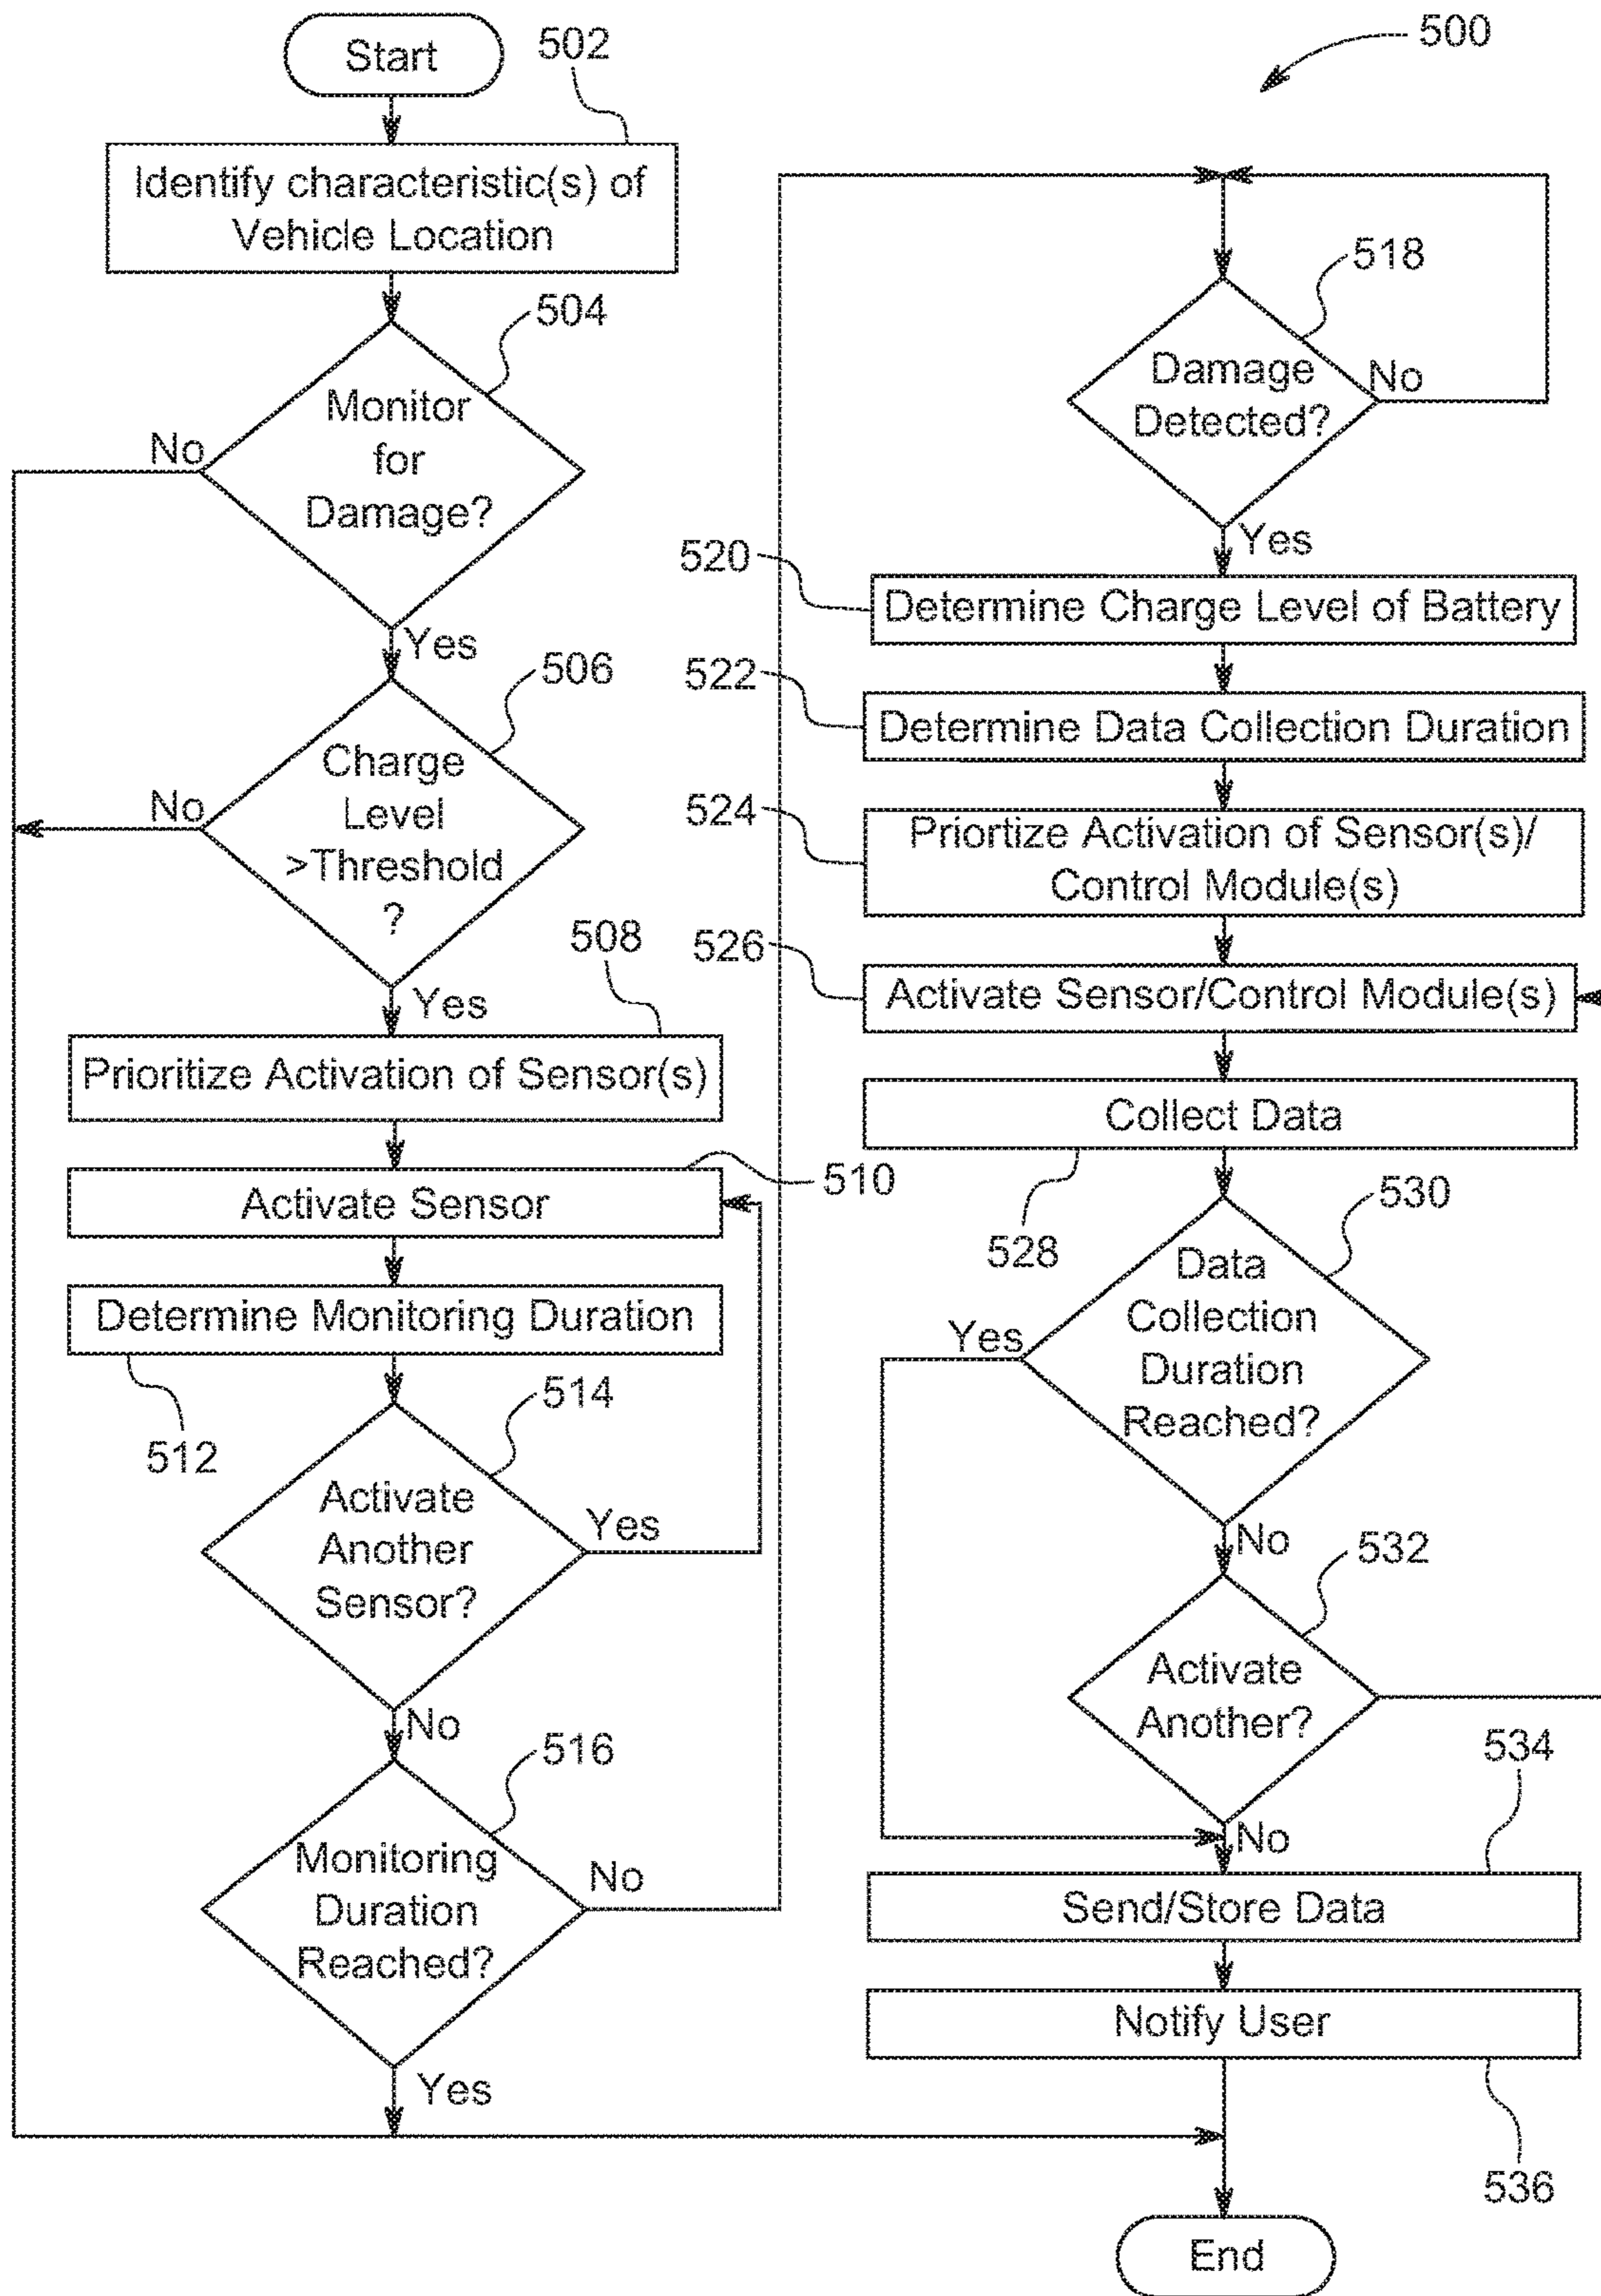 500
Start
502
Identify characteristic(s) of
Vehicle Location
504
Monitor
for
Damage?
No
Yes
506
Charge
Level
>Threshold
?
No
Yes
508
Prioritize Activation of Sensor(s)
510
Activate Sensor
Determine Monitoring Duration
512
514
Activate
Another
Sensor?
Yes
No
516
Monitoring
Duration
Reached?
No
Yes
518
Damage
Detected?
No
Yes
520
Determine Charge Level of Battery
522
Determine Data Collection Duration
524
Priortize Activation of Sensor(s)/
Control Module(s)
526
Activate Sensor/Control Module(s)
Collect Data
528
530
Data
Collection
Duration
Reached?
Yes
No
532
Activate
Another?
No
534
Send/Store Data
Notify User
536
End